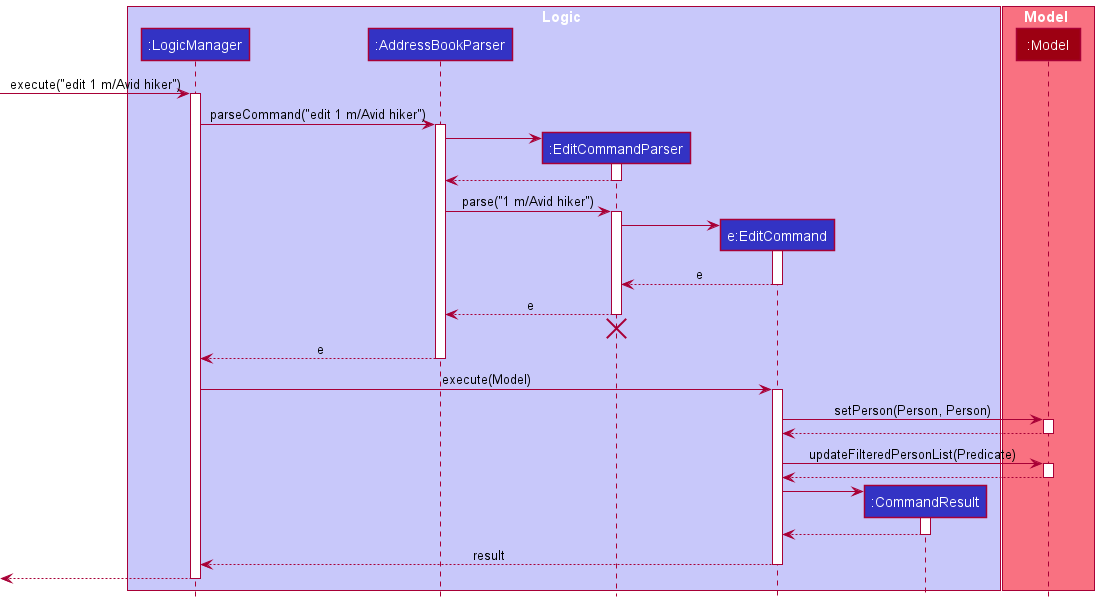 Logic
Model
:LogicManager
:AddressBookParser
:Model
execute("edit 1 m/Avid hiker")
parseCommand("edit 1 m/Avid hiker")
:EditCommandParser
parse("1 m/Avid hiker")
e:EditCommand
e
e
e
execute(Model)
setPerson(Person, Person)
updateFilteredPersonList(Predicate)
:CommandResult
result